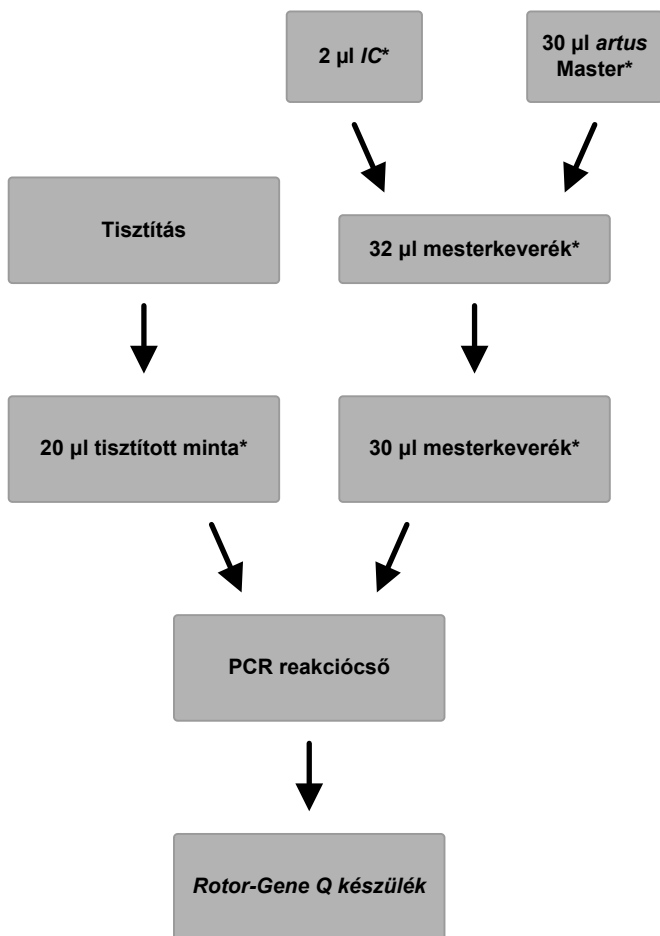 2 µl IC*
30 µl artus
Master*
Tisztítás
32 µl mesterkeverék*
20 µl tisztított minta*
30 µl mesterkeverék*
PCR reakciócső
Rotor-Gene Q készülék